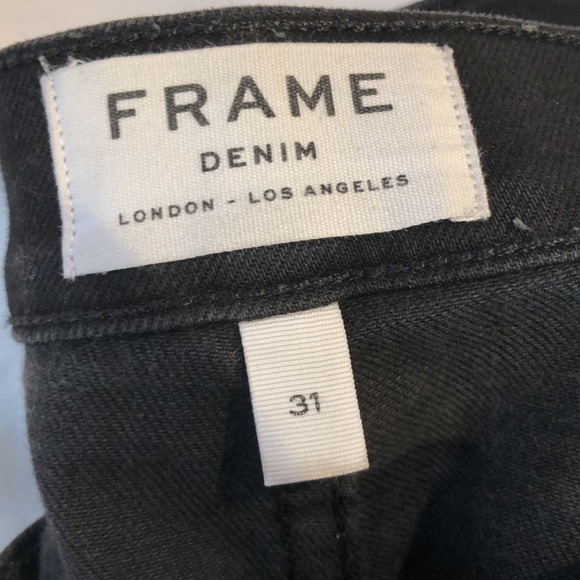 FRAME
DENIM
LONDON - LOS ANGELES
31